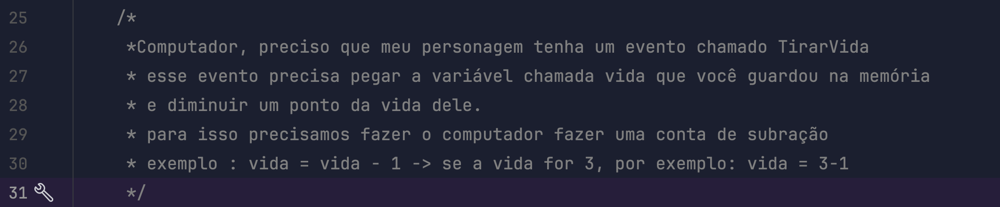 25 /*
26 *Computador, preciso que meu personagem tenha um evento chamado TirarVida
27 * esse evento precisa pegar a variável chamada vida que você guardou na memória
28 * e diminuir um ponto da vida dele.
29 * para isso precisamos fazer o computador fazer uma conta de subração
30 * exemplo : vida = vida - 1 -> se a vida for 3, por exemplo: vida = 3-1
31 */